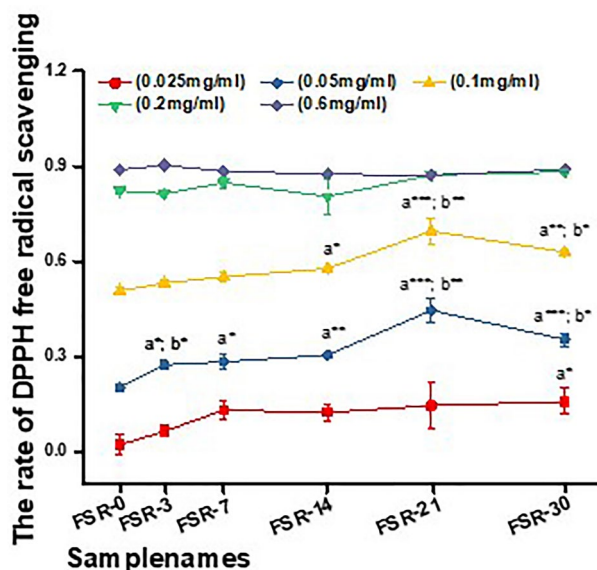 The rate of DPPH free radical scavenging
1.2
0.9
0.6
0.3
0.0
(0.025mg/ml) (0.05mg/ml) (0.1mg/ml)
(0.2mg/ml) (0.6mg/ml)
a***; b**
a*
a**; b*
a***; b**
a*; b*
a*
a**
a***; b*
a*
FSR-0 FSR-3 FSR-7 FSR-14 FSR-21 FSR-30
Samplenames